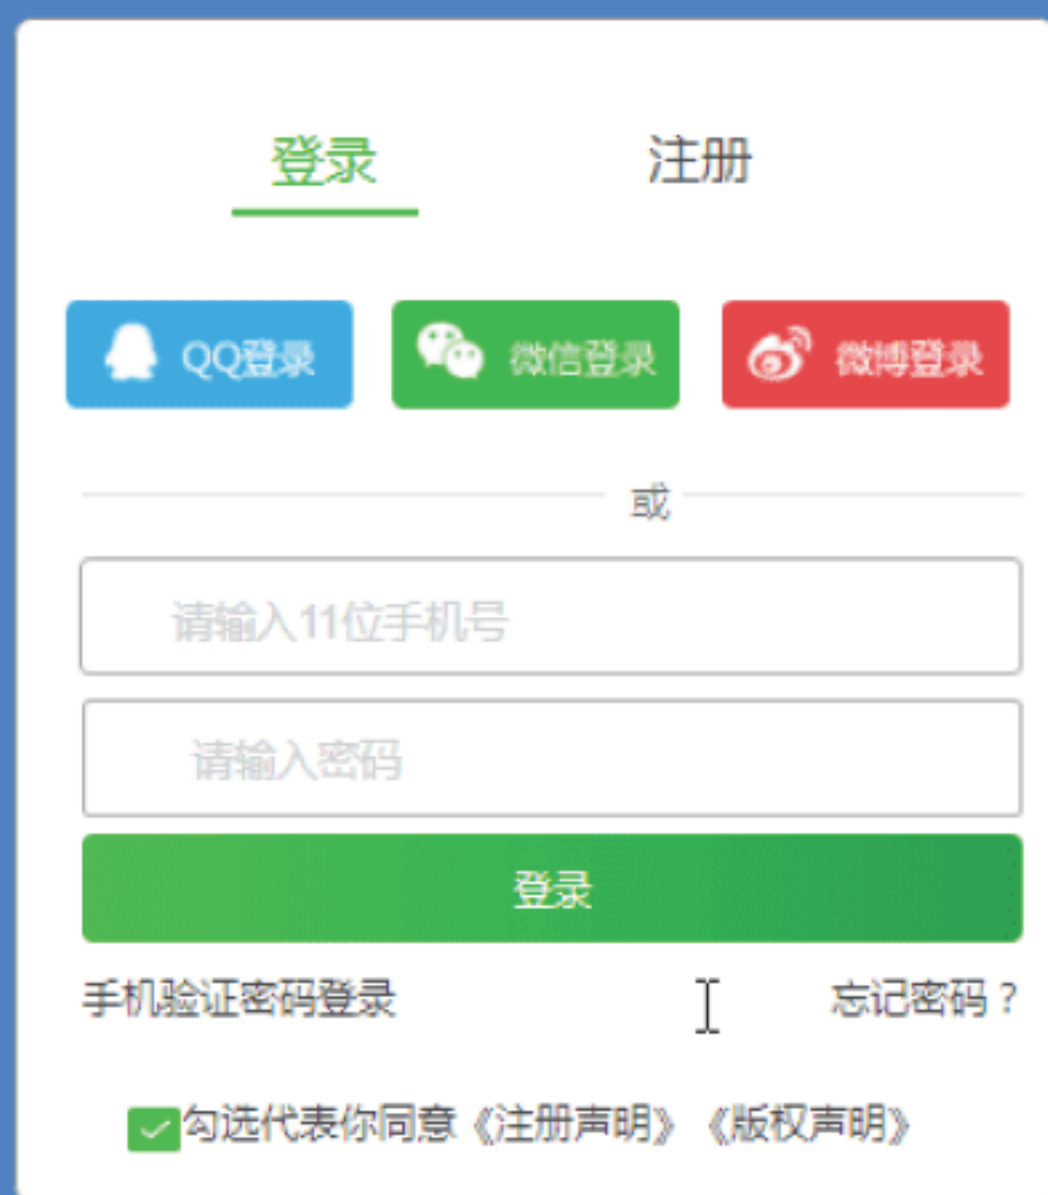 登录 注册
QQ登录 微信登录 微博登录
或
请输入11位手机号
请输入密码
登录
手机验证密码登录 忘记密码？
勾选代表你同意《注册声明》《版权声明》